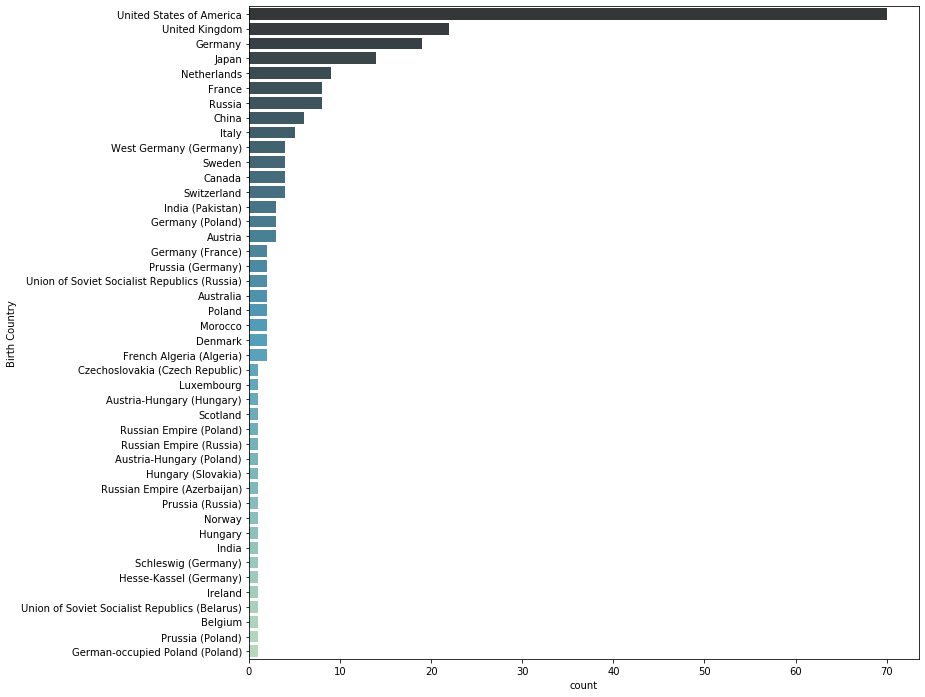 United States of America
United Kingdom
Germany
Japan
Netherlands
France
Russia
China
Italy
West Germany (Germany)
Sweden
Canada
Switzerland
India (Pakistan)
Germany (Poland)
Austria
Germany (France)
Prussia (Germany)
Union of Soviet Socialist Republics (Russia)
Australia
Poland
Morocco
Denmark
French Algeria (Algeria)
Czechoslovakia (Czech Republic)
Luxembourg
Austria-Hungary (Hungary)
Scotland
Russian Empire (Poland)
Russian Empire (Russia)
Austria-Hungary (Poland)
Hungary (Slovakia)
Russian Empire (Azerbaijan)
Prussia (Russia)
Norway
Hungary
India
Schleswig (Germany)
Hesse-Kassel (Germany)
Ireland
Union of Soviet Socialist Republics (Belarus)
Belgium
Prussia (Poland)
German-occupied Poland (Poland)
Birth Country
0 10 20 30 40 50 60 70
count